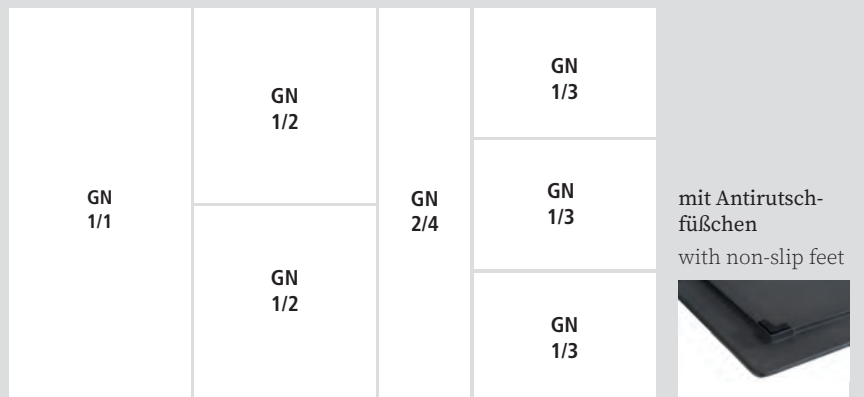 GN
1/1
GN
1/2
GN
1/2
GN
2/4
GN
1/3
GN
1/3
GN
1/3
mit Antirutsch-
füßchen
with non-slip feet